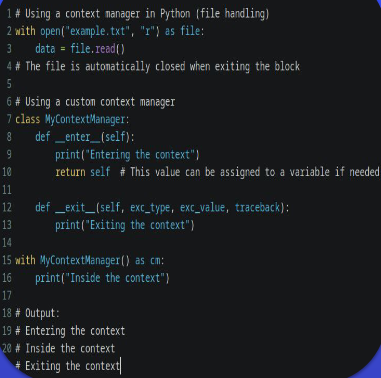 1 # Using a context manager in Python (file handling)
2 with open("example.txt", "r") as file:
3     data = file.read()
4 # The file is automatically closed when exiting the block
5
6 # Using a custom context manager
7 class MyContextManager:
8     def __enter__(self):
9         print("Entering the context")
10         return self  # This value can be assigned to a variable if needed
11
12     def __exit__(self, exc_type, exc_value, traceback):
13         print("Exiting the context")
14
15 with MyContextManager() as cm:
16     print("Inside the context")
17
18 # Output:
19 # Entering the context
20 # Inside the context
# Exiting the context